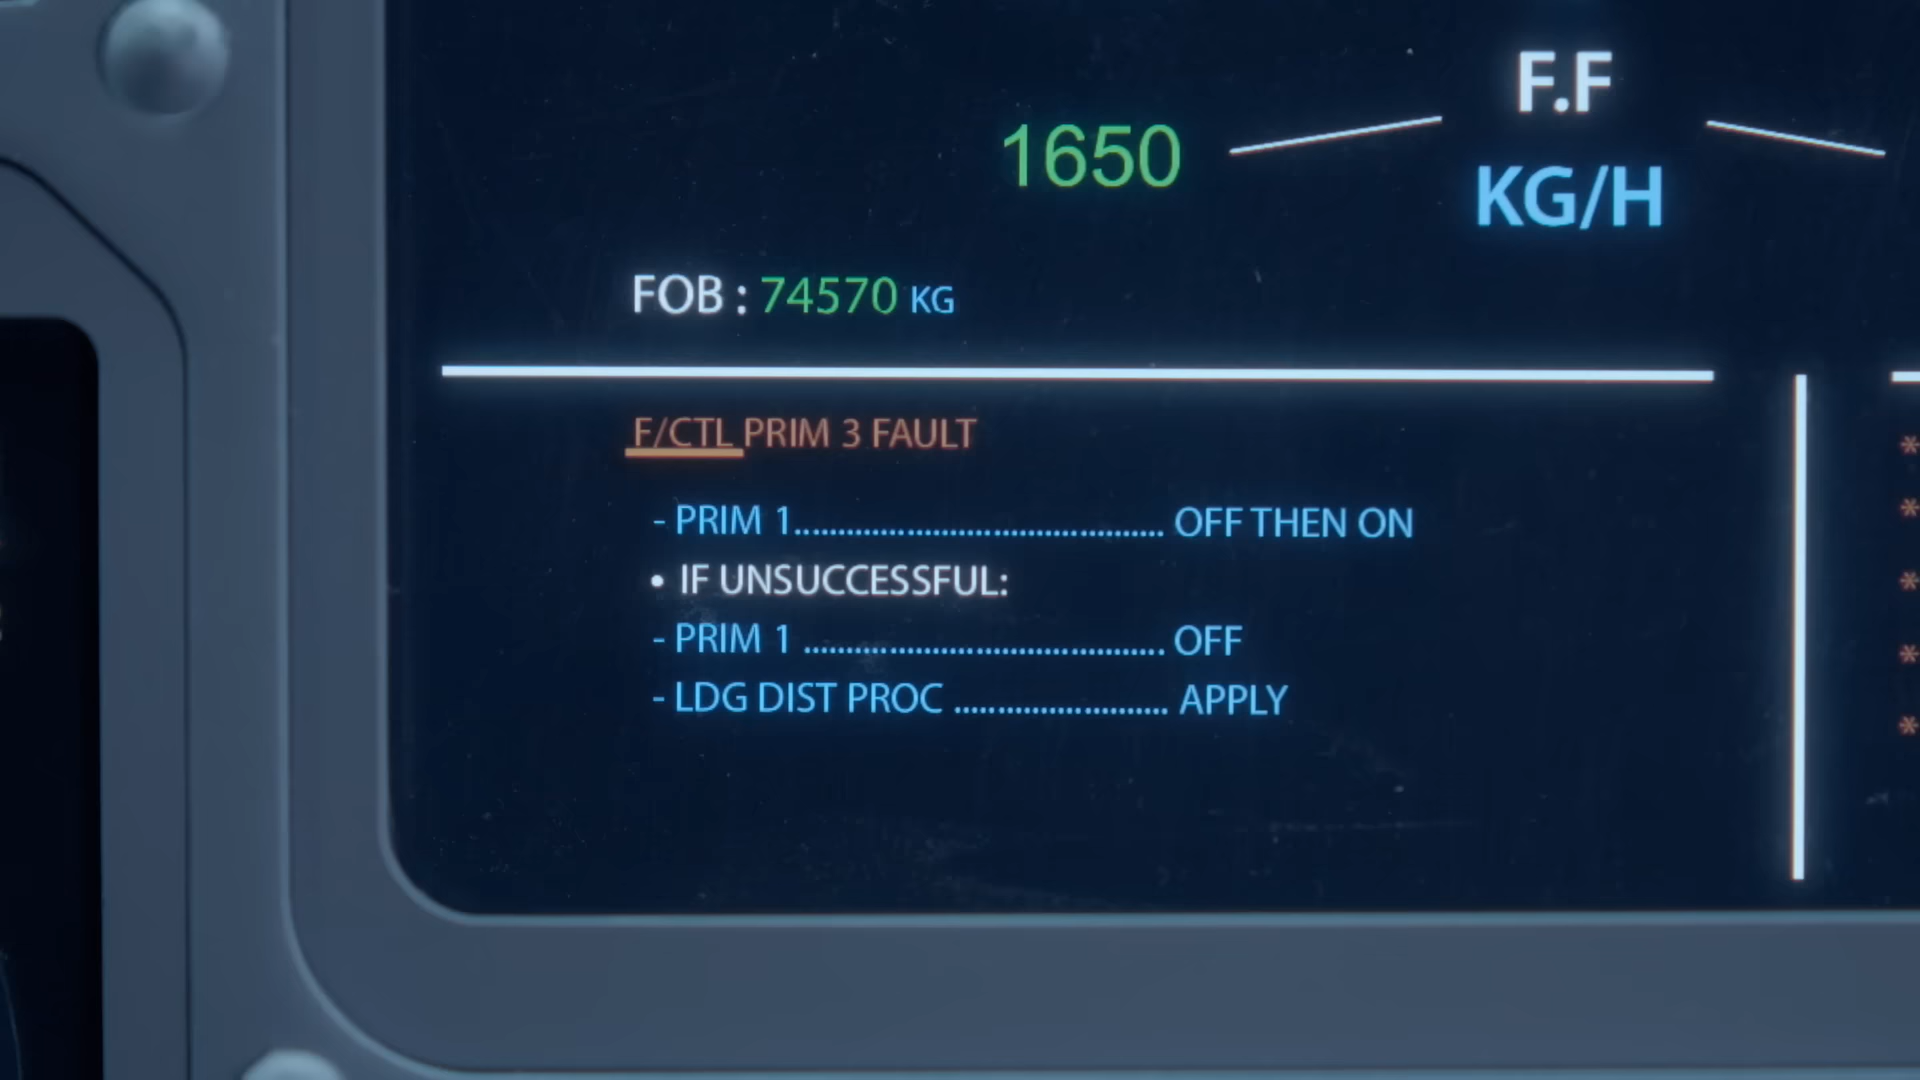 F.F
1650
KG/H
FOB : 74570 KG
F/CTL PRIM 3 FAULT
- PRIM 1.......................................... OFF THEN ON
• IF UNSUCCESSFUL:
- PRIM 1 ......................................... OFF
- LDG DIST PROC ........................ APPLY
*
*
*
*
*